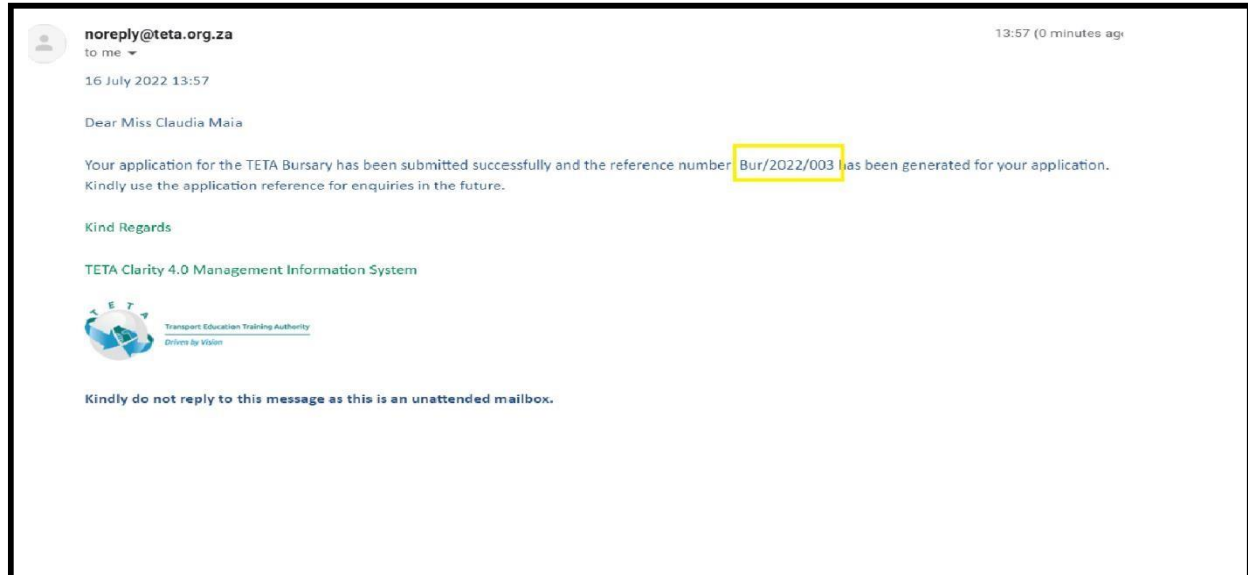 noreply@teta.org.za
13:57 (0 minutes ag
to me
16 July 2022 13:57
Dear Miss Claudia Maia
Your application for the TETA Bursary has been submitted successfully and the reference number Bur/2022/003 has been generated for your application.
Kindly use the application reference for enquiries in the future.
Kind Regards
TETA Clarity 4.0 Management Information System
TETA
Transport Education Training Authority
Driven by Vision
Kindly do not reply to this message as this is an unattended mailbox.